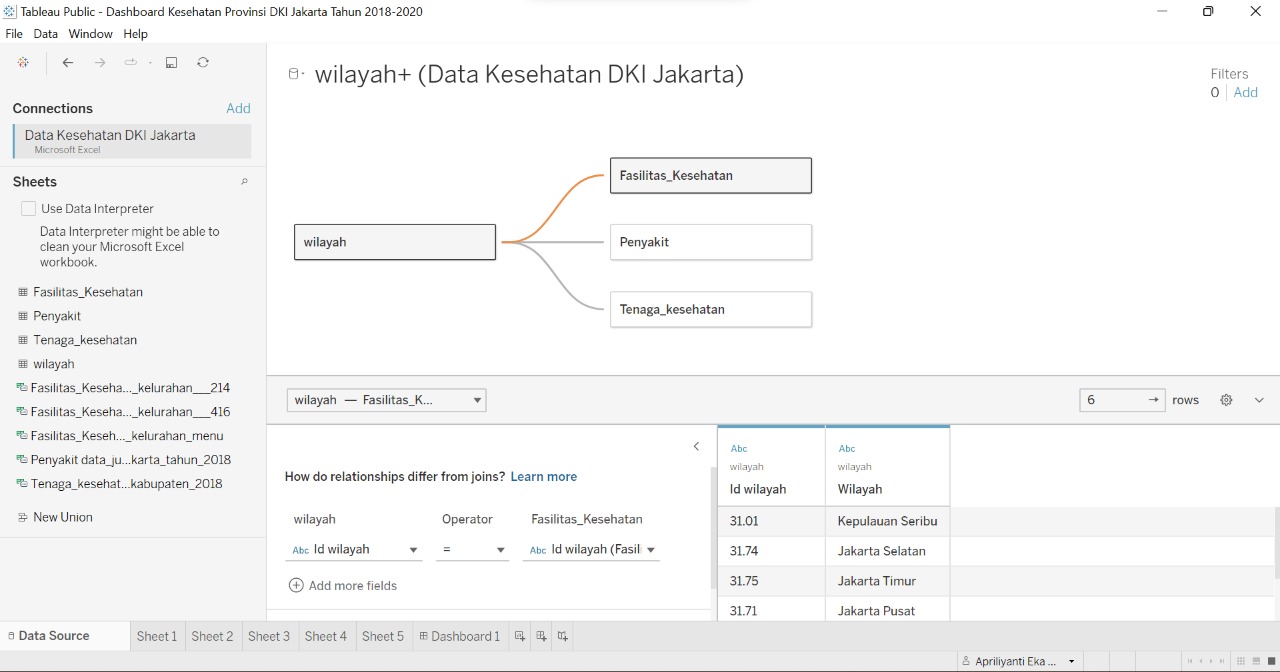 Tableau Public - Dashboard Kesehatan Provinsi DKI Jakarta Tahun 2018-2020
File Data Window Help
Connections Add
Data Kesehatan DKI Jakarta
Microsoft Excel
Sheets
Use Data Interpreter
Data Interpreter might be able to
clean your Microsoft Excel
workbook.
Fasilitas_Kesehatan
Penyakit
Tenaga_kesehatan
wilayah
Fasilitas_Keseha..._kelurahan___214
Fasilitas_Keseha..._kelurahan___416
Fasilitas_Keseh..._kelurahan_menu
Penyakit data_ju...karta_tahun_2018
Tenaga_kesehat...kabupaten_2018
New Union
wilayah+ (Data Kesehatan DKI Jakarta)
Filters
0 Add
wilayah
Fasilitas_Kesehatan
Penyakit
Tenaga_kesehatan
wilayah — Fasilitas_K...
6 → rows
How do relationships differ from joins? Learn more
wilayah Operator Fasilitas_Kesehatan
Abc Id wilayah = Abc Id wilayah (Fasil
Add more fields
Abc Abc
wilayah wilayah
Id wilayah Wilayah
31.01 Kepulauan Seribu
31.74 Jakarta Selatan
31.75 Jakarta Timur
31.71 Jakarta Pusat
Data Source Sheet 1 Sheet 2 Sheet 3 Sheet 4 Sheet 5 Dashboard 1
Apriliyanti Eka ...